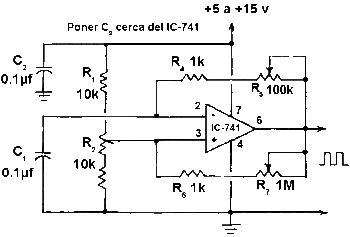 +5 a +15 v
Poner C₂ cerca del IC-741
C₂
0.1µf
R₁
10k
R₄ 1k
R₅ 100k
2
7
IC-741
6
3
4
R₂
10k
C₁
0.1µf
R₆ 1k
R₇ 1M